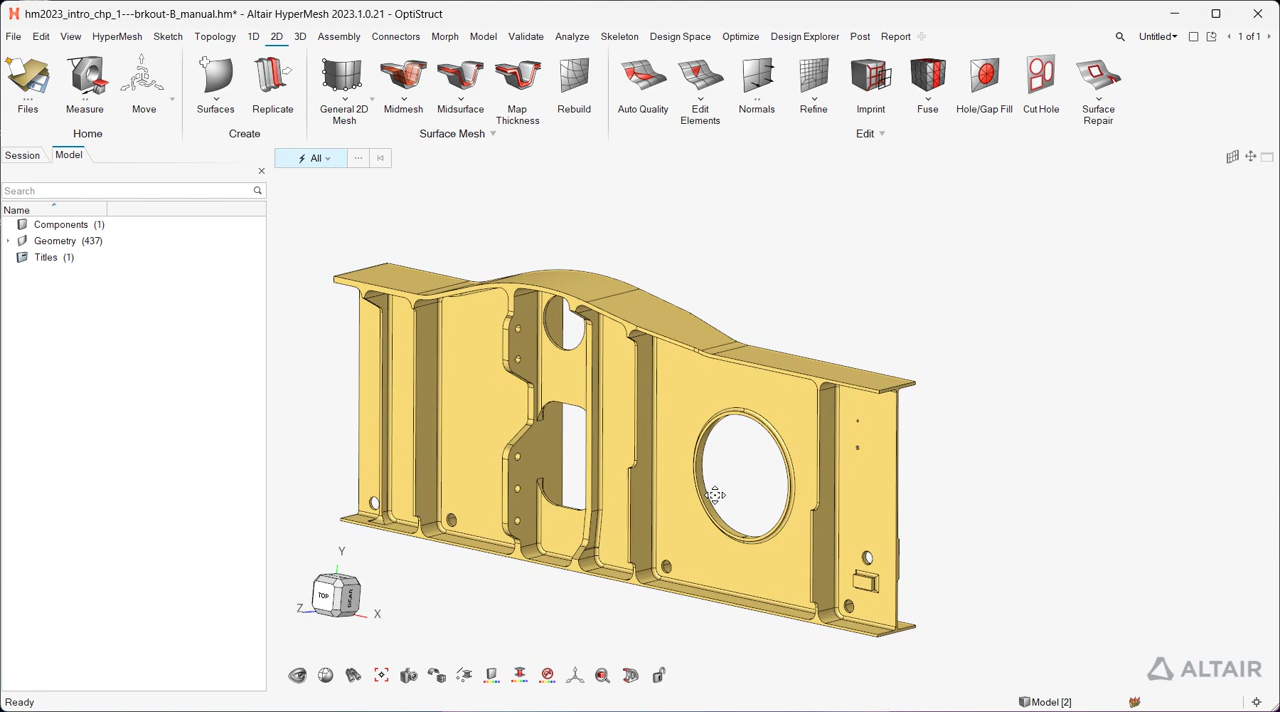 hm2023_intro_chp_1---brkout-B_manual.hm* - Altair HyperMesh 2023.1.0.21 - OptiStruct
File Edit View HyperMesh Sketch Topology 1D 2D 3D Assembly Connectors Morph Model Validate Analyze Skeleton Design Space Optimize Design Explorer Post Report Untitled 1 of 1
Files Measure Move Surfaces Replicate General 2D Mesh Midmesh Midsurface Map Thickness Rebuild Auto Quality Edit Elements Normals Refine Imprint Fuse Hole/Gap Fill Cut Hole Surface Repair
Home Create Surface Mesh Edit
Session Model All
Search
Name
Components (1)
Geometry (437)
Titles (1)
Y
TOP
Z X
ALTAIR
Ready Model [2]